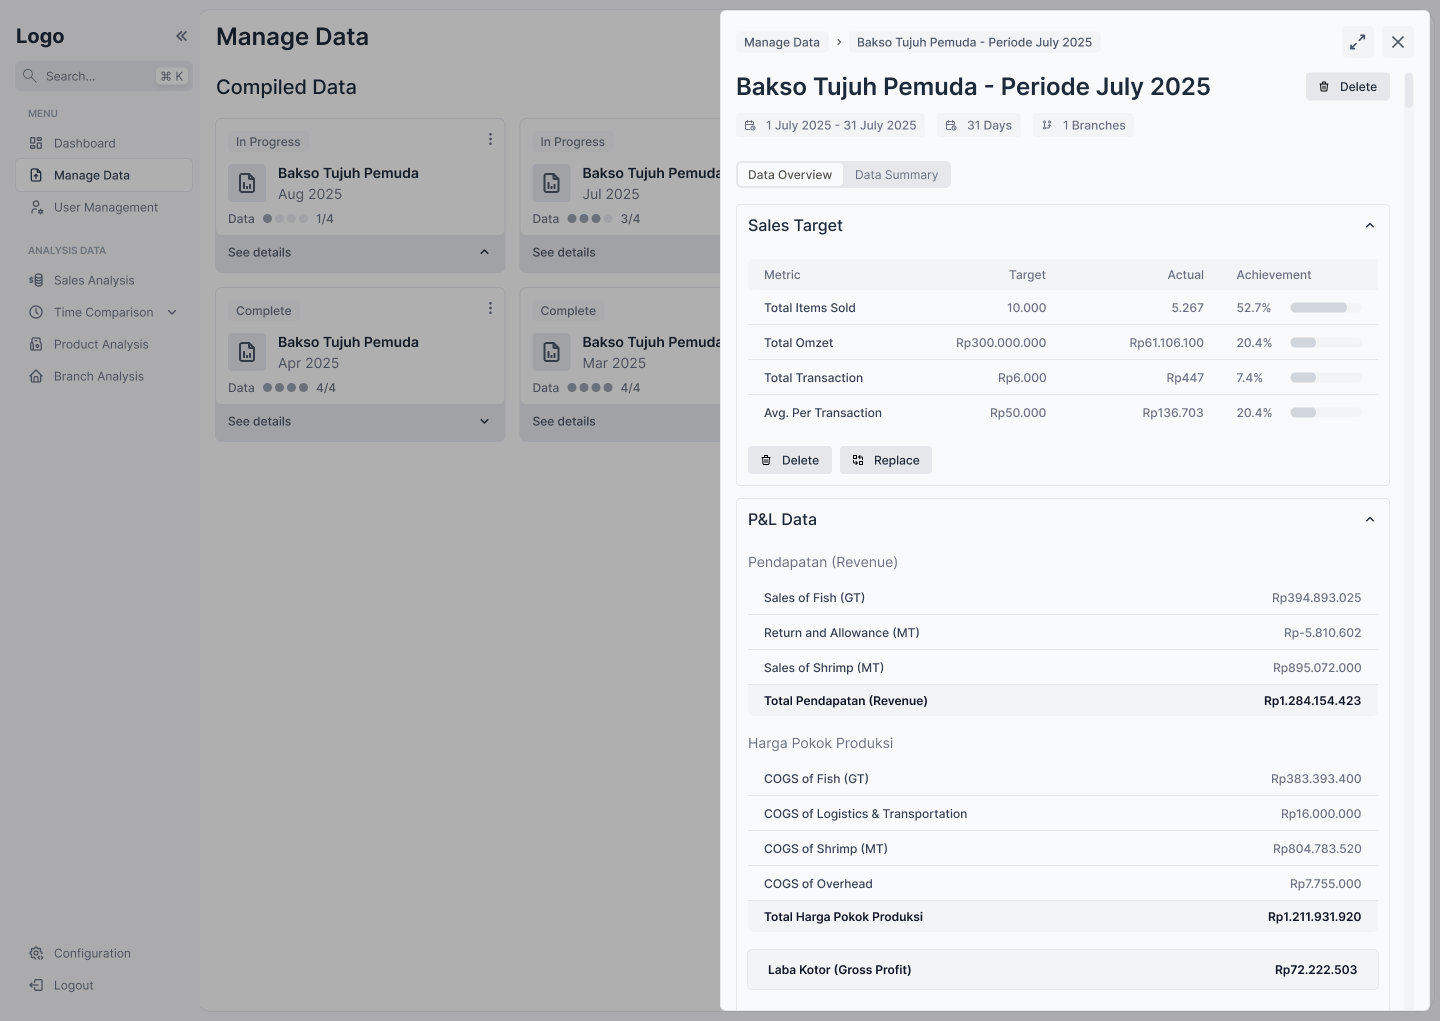 Logo
Search...
⌘ K
MENU
Dashboard
Manage Data
User Management
ANALYSIS DATA
Sales Analysis
Time Comparison
Product Analysis
Branch Analysis
Configuration
Logout
Manage Data
Compiled Data
In Progress
Bakso Tujuh Pemuda
Aug 2025
Data 1/4
See details
In Progress
Bakso Tujuh Pemuda
Jul 2025
Data 3/4
See details
Complete
Bakso Tujuh Pemuda
Apr 2025
Data 4/4
See details
Complete
Bakso Tujuh Pemuda
Mar 2025
Data 4/4
See details
Manage Data > Bakso Tujuh Pemuda - Periode July 2025
Bakso Tujuh Pemuda - Periode July 2025
Delete
1 July 2025 - 31 July 2025 31 Days 1 Branches
Data Overview Data Summary
Sales Target
Metric Target Actual Achievement
Total Items Sold 10.000 5.267 52.7%
Total Omzet Rp300.000.000 Rp61.106.100 20.4%
Total Transaction Rp6.000 Rp447 7.4%
Avg. Per Transaction Rp50.000 Rp136.703 20.4%
Delete Replace
P&L Data
Pendapatan (Revenue)
Sales of Fish (GT) Rp394.893.025
Return and Allowance (MT) Rp-5.810.602
Sales of Shrimp (MT) Rp895.072.000
Total Pendapatan (Revenue) Rp1.284.154.423
Harga Pokok Produksi
COGS of Fish (GT) Rp383.393.400
COGS of Logistics & Transportation Rp16.000.000
COGS of Shrimp (MT) Rp804.783.520
COGS of Overhead Rp7.755.000
Total Harga Pokok Produksi Rp1.211.931.920
Laba Kotor (Gross Profit) Rp72.222.503